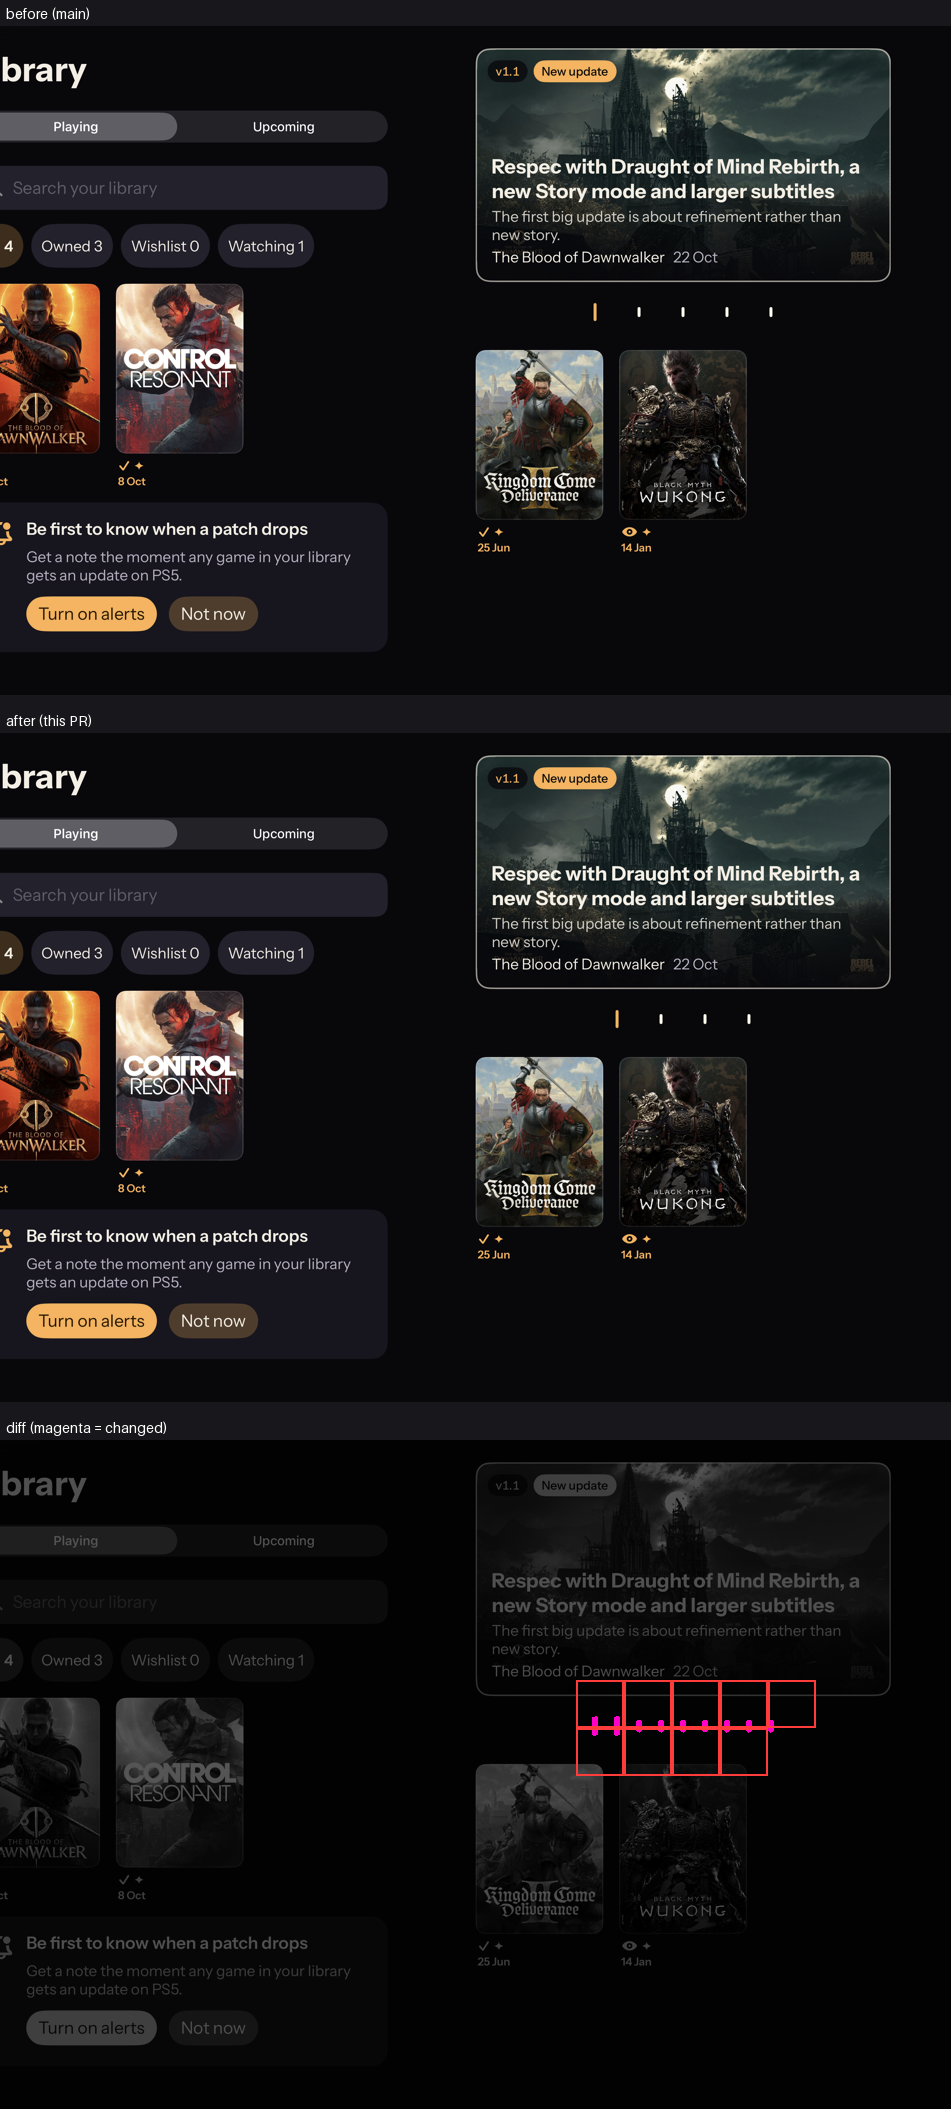 before (main)
brary
Playing
Upcoming
Search your library
4
Owned 3
Wishlist 0
Watching 1
THE BLOOD OF
AWNWALKER
CONTROL
RESONANT
ct
8 Oct
Be first to know when a patch drops
Get a note the moment any game in your library
gets an update on PS5.
Turn on alerts
Not now
v1.1
New update
Respec with Draught of Mind Rebirth, a
new Story mode and larger subtitles
The first big update is about refinement rather than
new story.
The Blood of Dawnwalker 22 Oct
Kingdom Come
II
Deliverance
BLACK MYTH
WUKONG
25 Jun
14 Jan
after (this PR)
brary
Playing
Upcoming
Search your library
4
Owned 3
Wishlist 0
Watching 1
THE BLOOD OF
AWNWALKER
CONTROL
RESONANT
ct
8 Oct
Be first to know when a patch drops
Get a note the moment any game in your library
gets an update on PS5.
Turn on alerts
Not now
v1.1
New update
Respec with Draught of Mind Rebirth, a
new Story mode and larger subtitles
The first big update is about refinement rather than
new story.
The Blood of Dawnwalker 22 Oct
Kingdom Come
II
Deliverance
BLACK MYTH
WUKONG
25 Jun
14 Jan
diff (magenta = changed)
brary
Playing
Upcoming
Search your library
4
Owned 3
Wishlist 0
Watching 1
THE BLOOD OF
AWNWALKER
CONTROL
RESONANT
ct
8 Oct
Be first to know when a patch drops
Get a note the moment any game in your library
gets an update on PS5.
Turn on alerts
Not now
v1.1
New update
Respec with Draught of Mind Rebirth, a
new Story mode and larger subtitles
The first big update is about refinement rather than
new story.
The Blood of Dawnwalker 22 Oct
Kingdom Come
II
Deliverance
BLACK MYTH
WUKONG
25 Jun
14 Jan